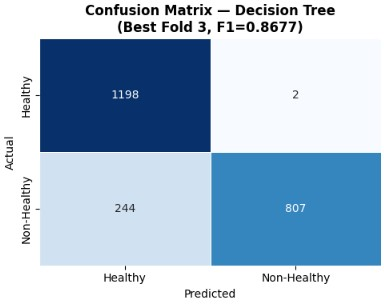 Confusion Matrix — Decision Tree
(Best Fold 3, F1=0.8677)
Actual
Healthy
1198
2
Non-Healthy
244
807
Healthy
Non-Healthy
Predicted